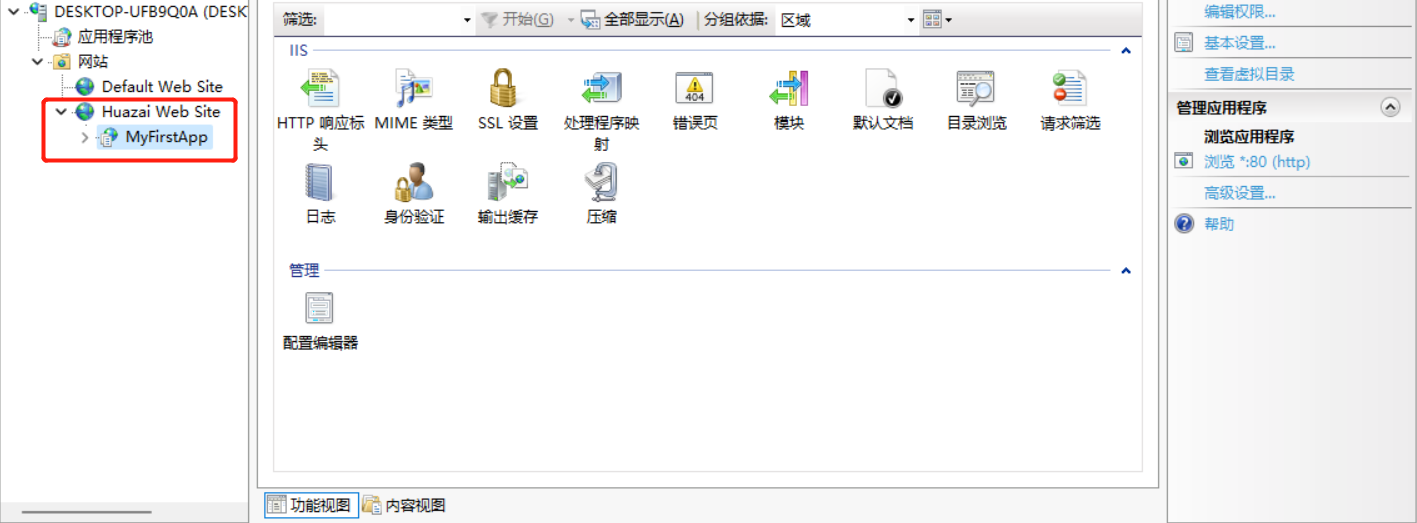 DESKTOP-UFB9Q0A (DESK
应用程序池
网站
Default Web Site
Huazai Web Site
MyFirstApp
筛选: 开始(G) 全部显示(A) 分组依据: 区域
IIS
HTTP 响应标头 MIME 类型 SSL 设置 处理程序映射 错误页 404 模块 默认文档 目录浏览 请求筛选
日志 身份验证 输出缓存 压缩
管理
配置编辑器
功能视图 内容视图
编辑权限...
基本设置...
查看虚拟目录
管理应用程序
浏览应用程序
浏览 *:80 (http)
高级设置...
帮助